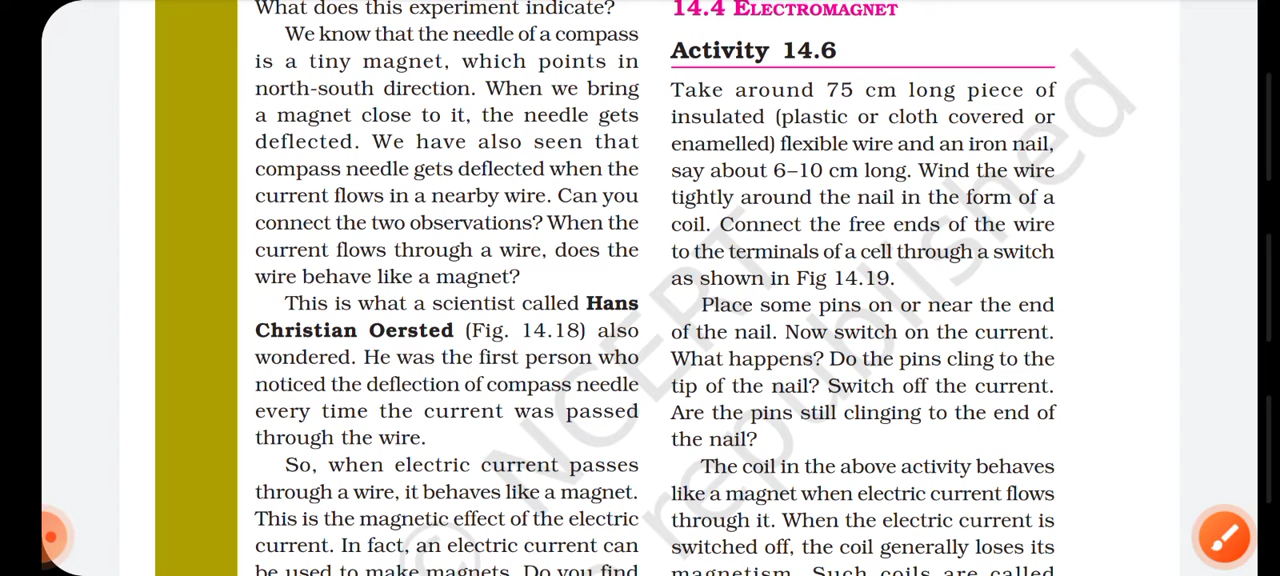 What does this experiment indicate?
We know that the needle of a compass
is a tiny magnet, which points in
north-south direction. When we bring
a magnet close to it, the needle gets
deflected. We have also seen that
compass needle gets deflected when the
current flows in a nearby wire. Can you
connect the two observations? When the
current flows through a wire, does the
wire behave like a magnet?
This is what a scientist called Hans
Christian Oersted (Fig. 14.18) also
wondered. He was the first person who
noticed the deflection of compass needle
every time the current was passed
through the wire.
So, when electric current passes
through a wire, it behaves like a magnet.
This is the magnetic effect of the electric
current. In fact, an electric current can
be used to make magnets. Do you find
14.4 ELECTROMAGNET
Activity 14.6
Take around 75 cm long piece of
insulated (plastic or cloth covered or
enamelled) flexible wire and an iron nail,
say about 6–10 cm long. Wind the wire
tightly around the nail in the form of a
coil. Connect the free ends of the wire
to the terminals of a cell through a switch
as shown in Fig 14.19.
Place some pins on or near the end
of the nail. Now switch on the current.
What happens? Do the pins cling to the
tip of the nail? Switch off the current.
Are the pins still clinging to the end of
the nail?
The coil in the above activity behaves
like a magnet when electric current flows
through it. When the electric current is
switched off, the coil generally loses its
magnetism. Such coils are called
© NCERT
republished